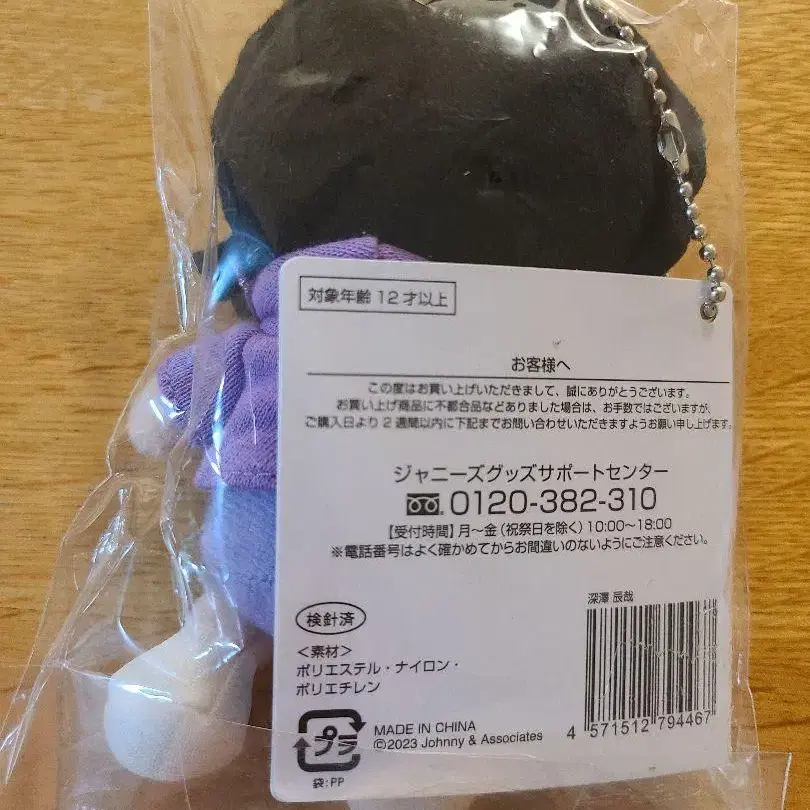 対象年齢12才以上
お客様へ
この度はお買い上げいただきまして、誠にありがとうございます。
お買い上げ商品に不都合品などありました場合は、お手数ではございますが、
ご購入日より2週間以内に下記までお問い合わせいただきますようお願い申し上げます。
ジャニーズグッズサポートセンター
0120-382-310
【受付時間】月〜金（祝祭日を除く）10:00〜18:00
※電話番号はよく確かめてからお間違いのないようにご注意ください。
深澤 辰哉
検針済
＜素材＞
ポリエステル・ナイロン・
ポリエチレン
プラ
袋:PP
MADE IN CHINA
©2023 Johnny & Associates
4 571512 794467